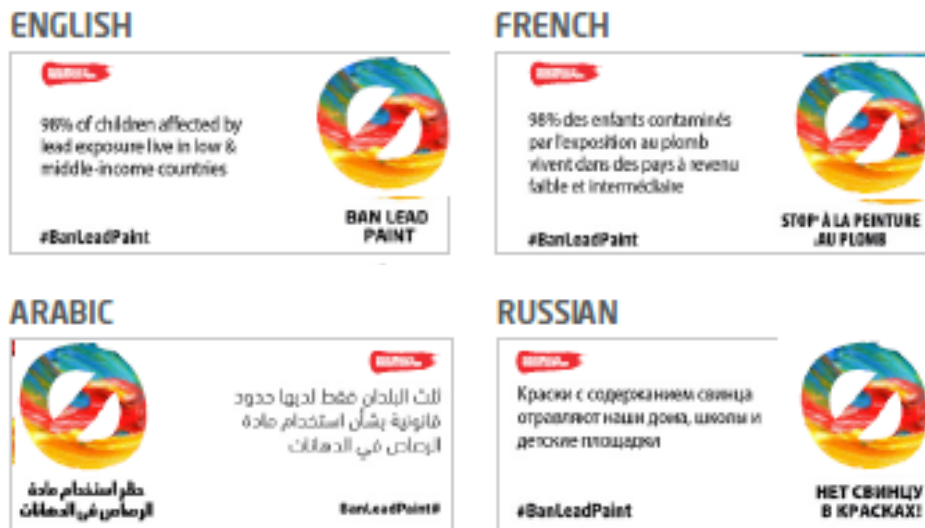 ENGLISH
98% of children affected by
lead exposure live in low &
middle-income countries
#BanLeadPaint
BAN LEAD
PAINT
FRENCH
98% des enfants contaminés
par l'exposition au plomb
vivent dans des pays à revenu
faible et intermédiaire
#BanLeadPaint
STOP À LA PEINTURE
AU PLOMB
ARABIC
ثلث البلدان فقط لديها حدود
قانونية بشأن استخدام مادة
الرصاص في الدهانات
BanLeadPaint#
حظر استخدام مادة
الرصاص في الدهانات
RUSSIAN
Краски с содержанием свинца
отравляют наши дома, школы и
детские площадки
#BanLeadPaint
НЕТ СВИНЦУ
В КРАСКАХ!